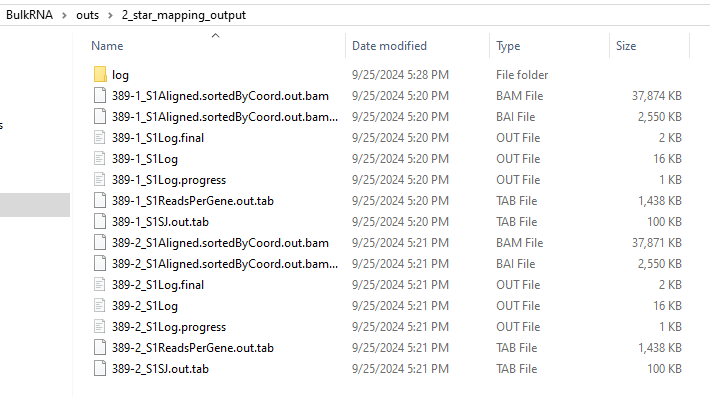 BulkRNA > outs > 2_star_mapping_output
Name Date modified Type Size
log 9/25/2024 5:28 PM File folder
389-1_S1Aligned.sortedByCoord.out.bam 9/25/2024 5:20 PM BAM File 37,874 KB
389-1_S1Aligned.sortedByCoord.out.bam... 9/25/2024 5:20 PM BAI File 2,550 KB
389-1_S1Log.final 9/25/2024 5:20 PM OUT File 2 KB
389-1_S1Log 9/25/2024 5:20 PM OUT File 16 KB
389-1_S1Log.progress 9/25/2024 5:20 PM OUT File 1 KB
389-1_S1ReadsPerGene.out.tab 9/25/2024 5:20 PM TAB File 1,438 KB
389-1_S1SJ.out.tab 9/25/2024 5:20 PM TAB File 100 KB
389-2_S1Aligned.sortedByCoord.out.bam 9/25/2024 5:21 PM BAM File 37,871 KB
389-2_S1Aligned.sortedByCoord.out.bam... 9/25/2024 5:21 PM BAI File 2,550 KB
389-2_S1Log.final 9/25/2024 5:21 PM OUT File 2 KB
389-2_S1Log 9/25/2024 5:21 PM OUT File 16 KB
389-2_S1Log.progress 9/25/2024 5:21 PM OUT File 1 KB
389-2_S1ReadsPerGene.out.tab 9/25/2024 5:21 PM TAB File 1,438 KB
389-2_S1SJ.out.tab 9/25/2024 5:21 PM TAB File 100 KB